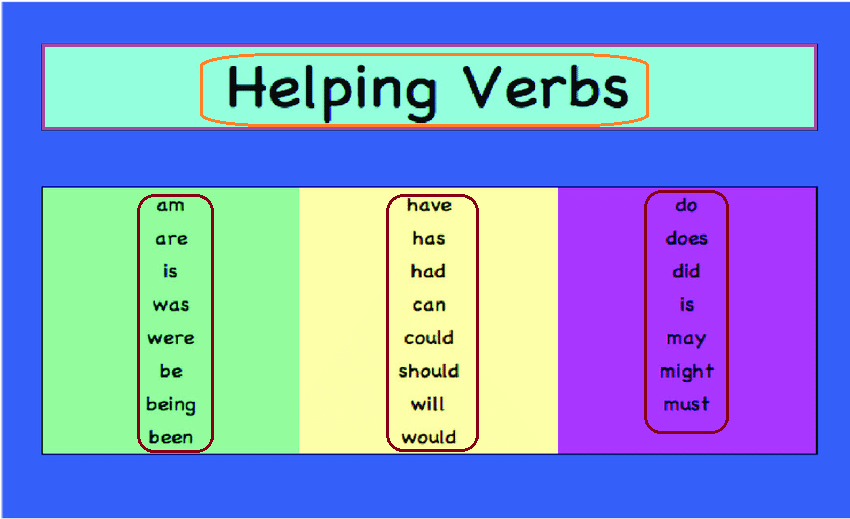 Helping Verbs
am have do
are has does
is had did
was can is
were could may
be should might
being will must
been would